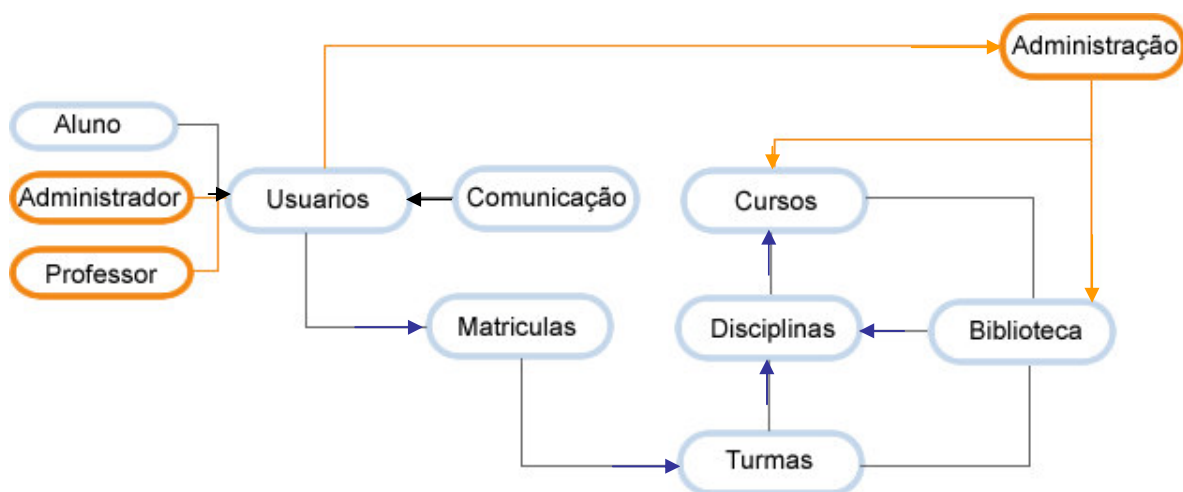 Administração
Aluno
Administrador
Usuarios
Comunicação
Cursos
Professor
Matriculas
Disciplinas
Biblioteca
Turmas